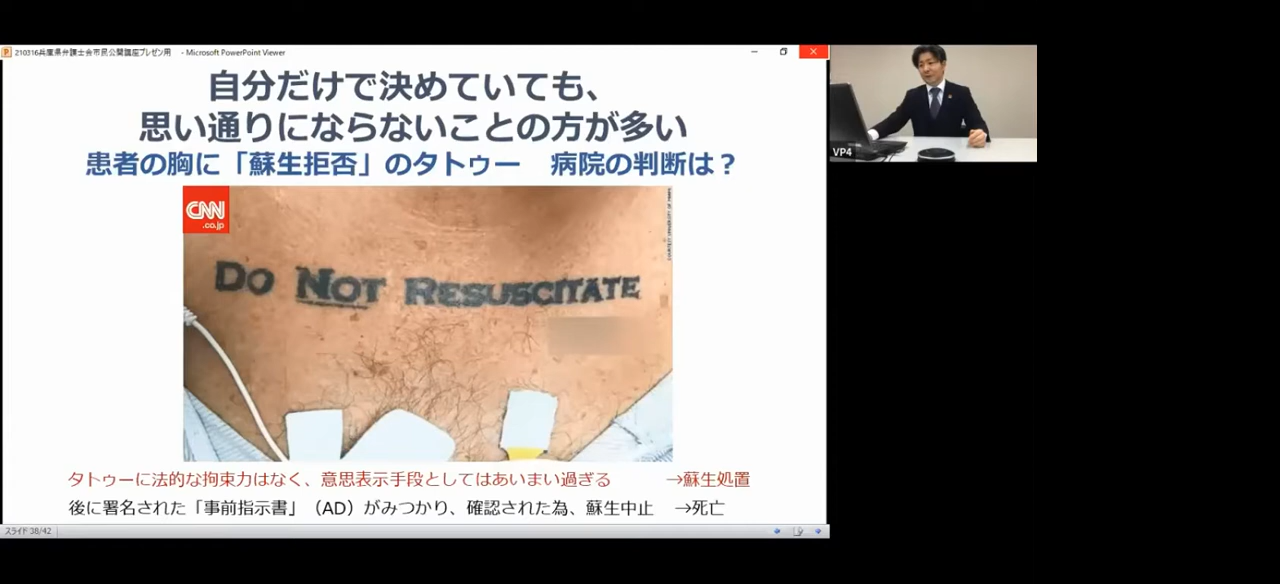 210316兵庫県弁護士会市民公開講座プレゼン用 - Microsoft PowerPoint Viewer
自分だけで決めていても、
思い通りにならないことの方が多い
患者の胸に「蘇生拒否」のタトゥー 病院の判断は？
CNN
.co.jp
DO NOT RESUSCITATE
タトゥーに法的な拘束力はなく、意思表示手段としてはあいまい過ぎる →蘇生処置
後に署名された「事前指示書」（AD）がみつかり、確認された為、蘇生中止 →死亡
スライド 38/42
VP4